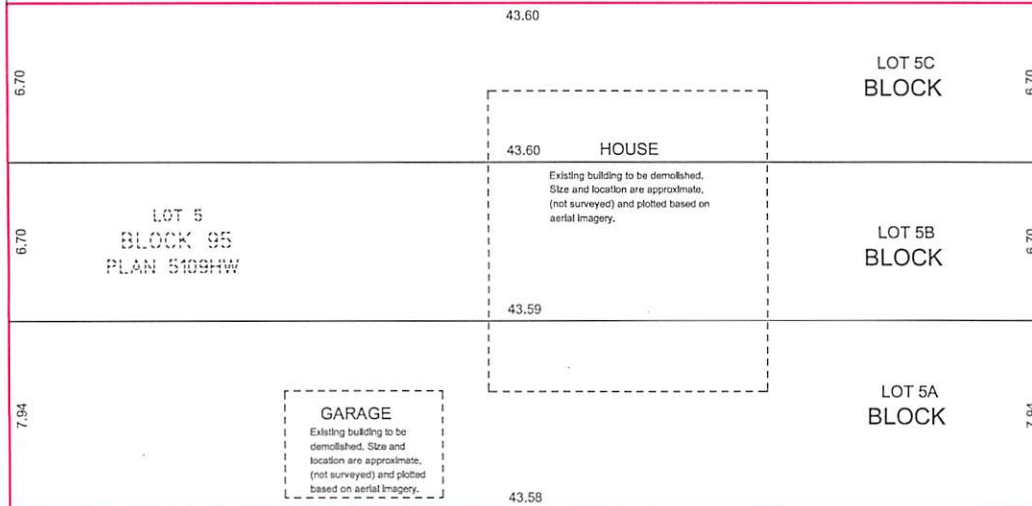 43.60
6.70
LOT 5C
BLOCK
6.70
43.60
HOUSE
Existing building to be demolished.
Size and location are approximate,
(not surveyed) and plotted based on
aerial imagery.
LOT 5
BLOCK 95
PLAN 5109HW
6.70
LOT 5B
BLOCK
6.70
43.59
7.94
GARAGE
Existing building to be
demolished. Size and
location are approximate,
(not surveyed) and plotted
based on aerial imagery.
LOT 5A
BLOCK
7.94
43.58